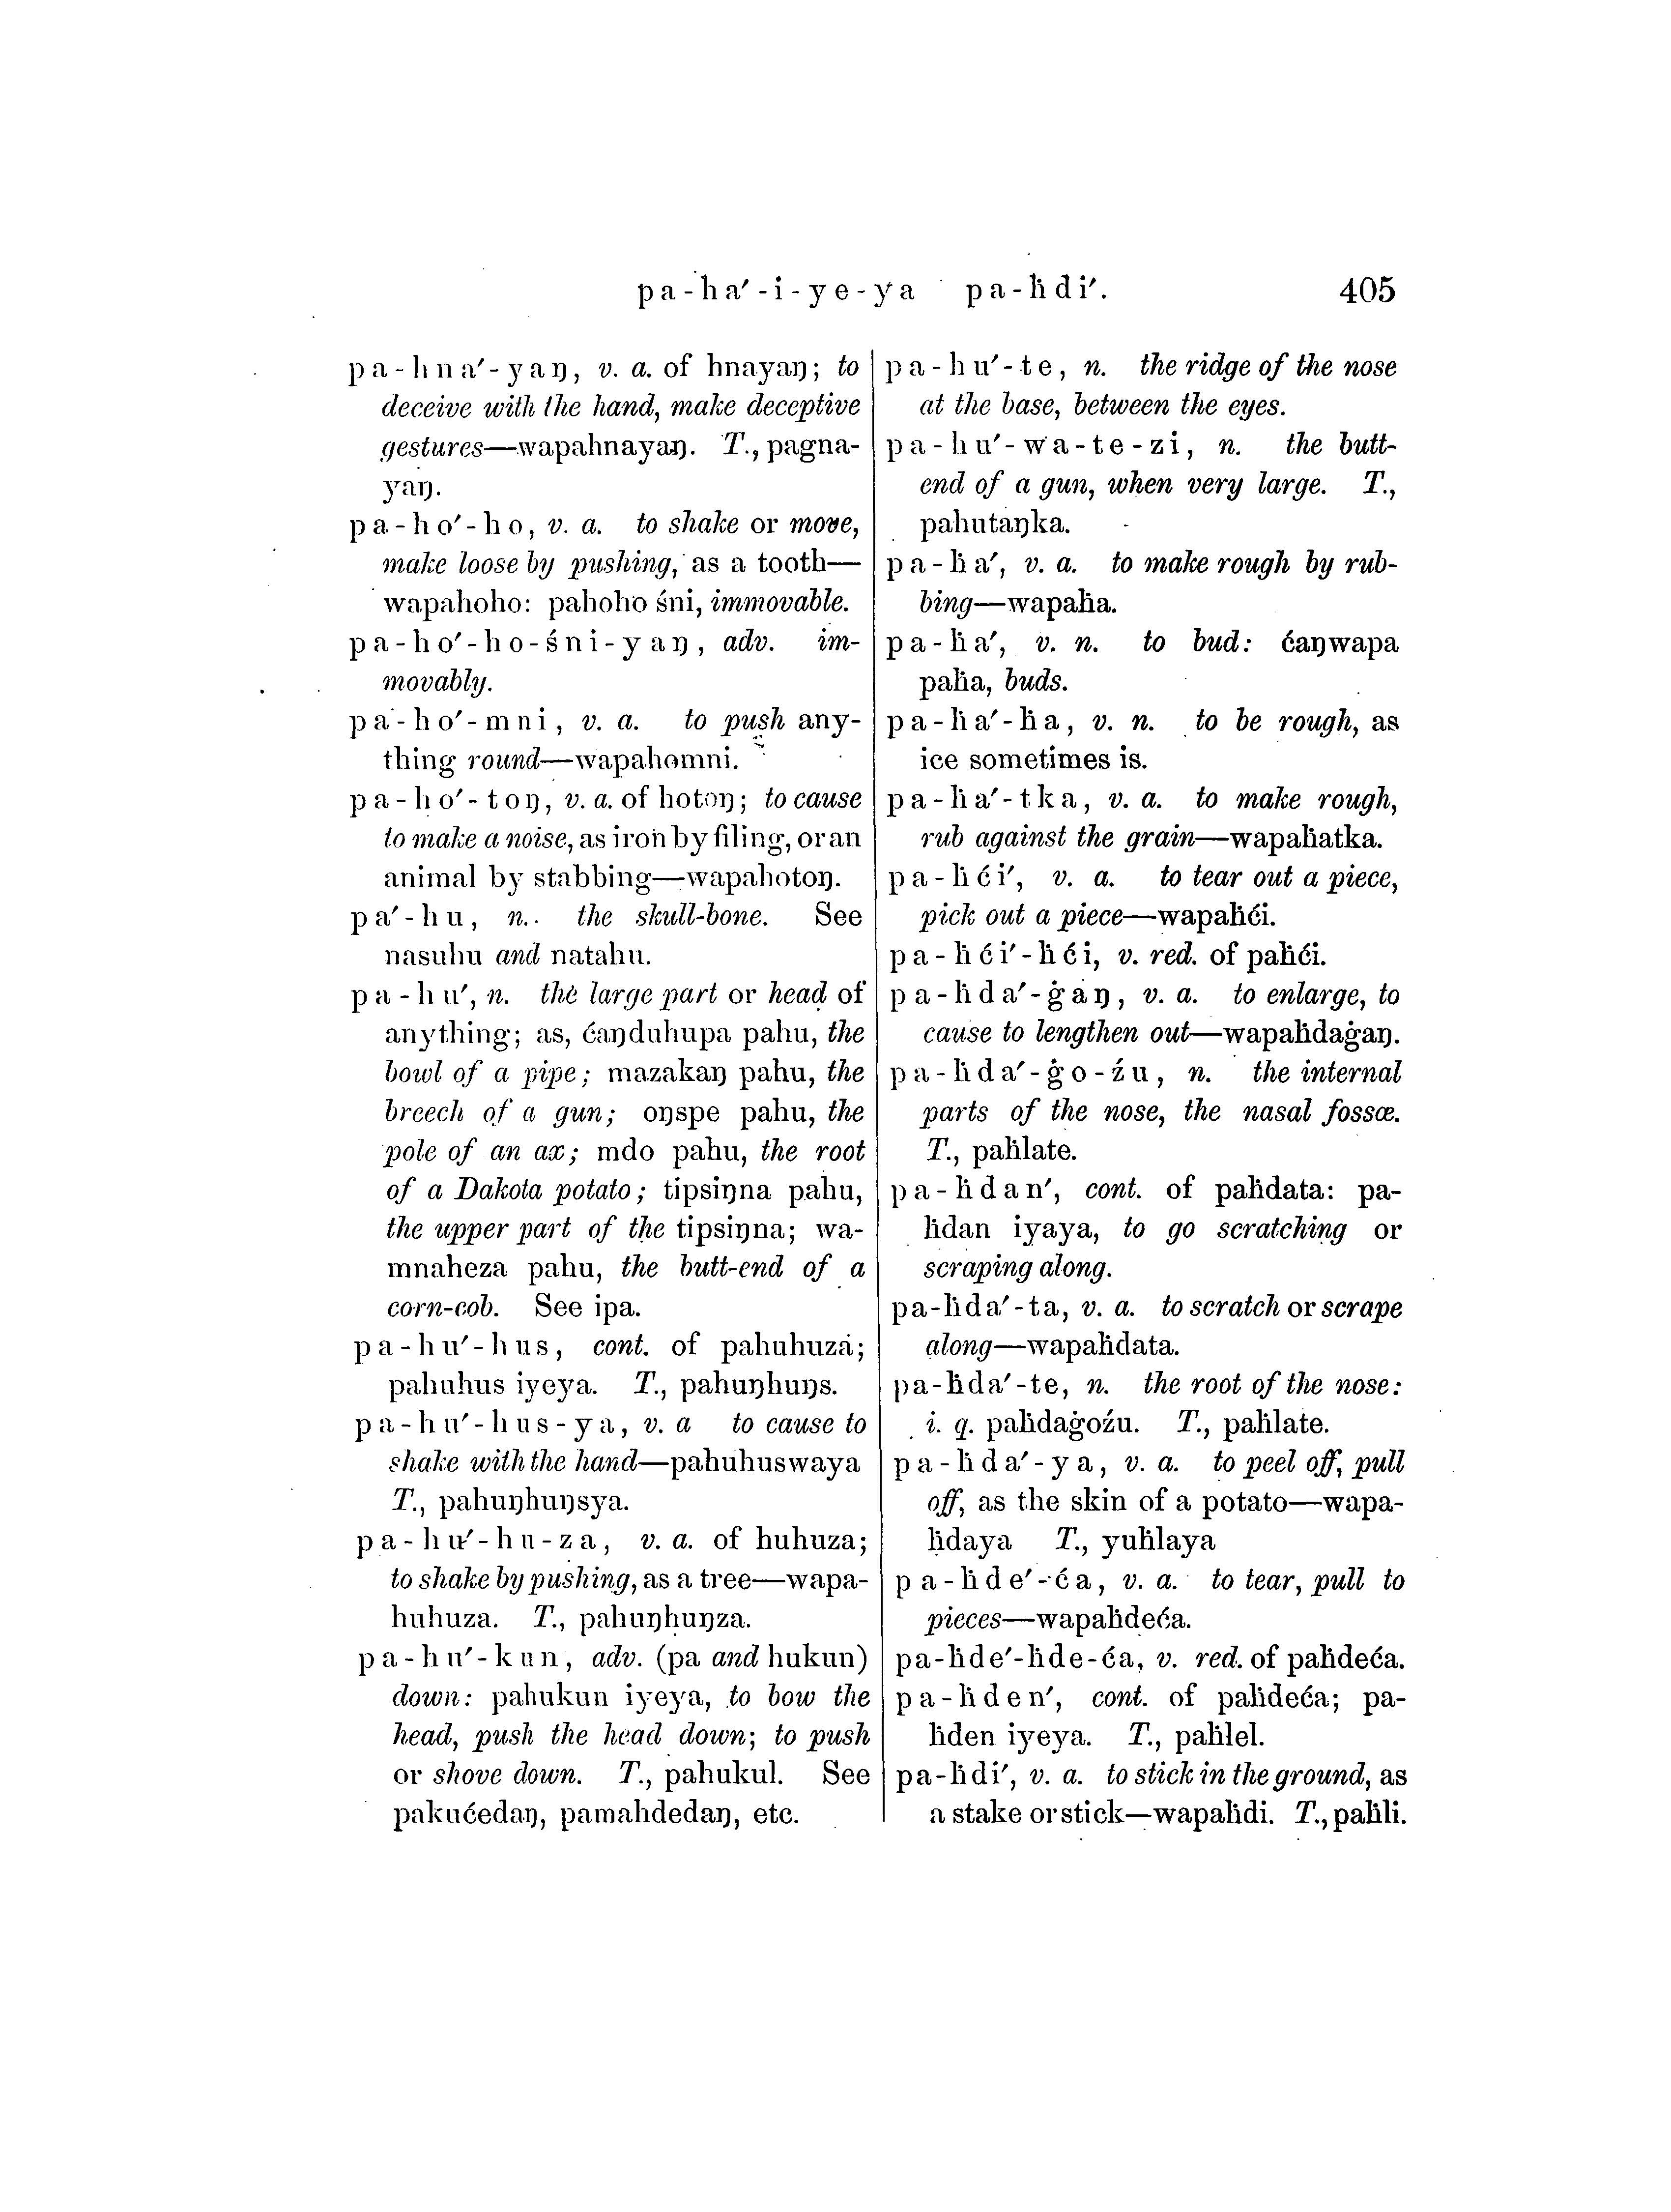 pa-ha′-i-ye-ya pa-ḣdi′. 405
pa-hna′-yaŋ, v. a. of hnayaŋ; to
deceive with the hand, make deceptive
gestures—wapahnayaŋ. T., pagna-
yaŋ.
pa-ho′-ho, v. a. to shake or move,
make loose by pushing, as a tooth—
wapahoho: pahoho śni, immovable.
pa-ho′-ho-śni-yaŋ, adv. im-
movably.
pa-ho′-mni, v. a. to push any-
thing round—wapahomni.
pa-ho′-toŋ, v. a. of hotoŋ; to cause
to make a noise, as iron by filing, or an
animal by stabbing—wapahotoŋ.
pa′-hu, n. the skull-bone. See
nasuhu and natahu.
pa-hu′, n. the large part or head of
anything; as, ćaŋduhupa pahu, the
bowl of a pipe; mazakaŋ pahu, the
breech of a gun; oŋspe pahu, the
pole of an ax; mdo pahu, the root
of a Dakota potato; tipsiŋna pahu,
the upper part of the tipsiŋna; wa-
mnaheza pahu, the butt-end of a
corn-cob. See ipa.
pa-hu′-hus, cont. of pahuhuza;
pahuhus iyeya. T., pahuŋhuŋs.
pa-hu′-hus-ya, v. a to cause to
shake with the hand—pahuhuswaya
T., pahuŋhuŋsya.
pa-hu′-hu-za, v. a. of huhuza;
to shake by pushing, as a tree—wapa-
huhuza. T., pahuŋhuŋza.
pa-hu′-kun, adv. (pa and hukun)
down: pahukun iyeya, to bow the
head, push the head down; to push
or shove down. T., pahukul. See
pakućedaŋ, pamahdedaŋ, etc.
pa-hu′-te, n. the ridge of the nose
at the base, between the eyes.
pa-hu′-wa-te-zi, n. the butt-
end of a gun, when very large. T.,
pahutaŋka.
pa-ḣa′, v. a. to make rough by rub-
bing—wapaḣa.
pa-ḣa′, v. n. to bud: ćaŋwapa
paḣa, buds.
pa-ḣa′-ḣa, v. n. to be rough, as
ice sometimes is.
pa-ḣa′-tka, v. a. to make rough,
rub against the grain—wapaḣatka.
pa-ḣći′, v. a. to tear out a piece,
pick out a piece—wapaḣći.
pa-ḣći′-ḣći, v. red. of paḣći.
pa-ḣda′-ġaŋ, v. a. to enlarge, to
cause to lengthen out—wapaḣdaġaŋ.
pa-ḣda′-ġo-źu, n. the internal
parts of the nose, the nasal fossœ.
T., paḣlate.
pa-ḣdan′, cont. of paḣdata: pa-
ḣdan iyaya, to go scratching or
scraping along.
pa-ḣda′-ta, v. a. to scratch or scrape
along—wapaḣdata.
pa-ḣda′-te, n. the root of the nose:
i. q. paḣdaġoźu. T., paḣlate.
pa-ḣda′-ya, v. a. to peel off, pull
off, as the skin of a potato—wapa-
ḣdaya T., yuḣlaya
pa-ḣde′-ća, v. a. to tear, pull to
pieces—wapaḣdeća.
pa-ḣde′-ḣde-ća, v. red. of paḣdeća.
pa-ḣden′, cont. of paḣdeća; pa-
ḣden iyeya. T., paḣlel.
pa-ḣdi′, v. a. to stick in the ground, as
a stake or stick—wapaḣdi. T., paḣli.